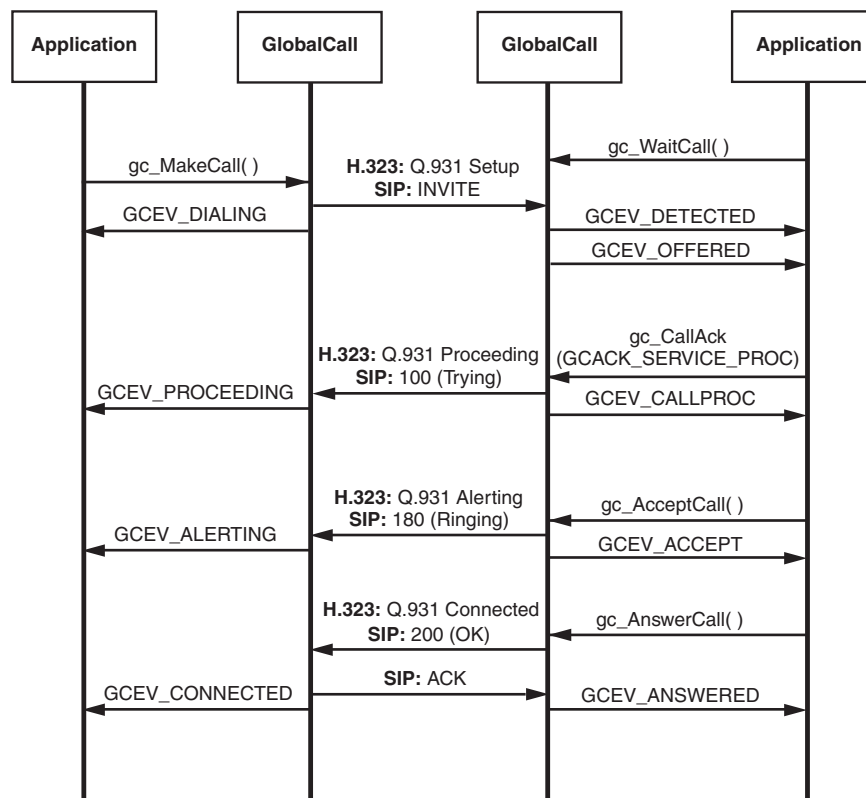 Application
GlobalCall
GlobalCall
Application
gc_WaitCall( )
gc_MakeCall( )
H.323: Q.931 Setup
SIP: INVITE
GCEV_DIALING
GCEV_DETECTED
GCEV_OFFERED
gc_CallAck
(GCACK_SERVICE_PROC)
H.323: Q.931 Proceeding
SIP: 100 (Trying)
GCEV_PROCEEDING
GCEV_CALLPROC
H.323: Q.931 Alerting
SIP: 180 (Ringing)
gc_AcceptCall( )
GCEV_ALERTING
GCEV_ACCEPT
H.323: Q.931 Connected
SIP: 200 (OK)
gc_AnswerCall( )
SIP: ACK
GCEV_CONNECTED
GCEV_ANSWERED